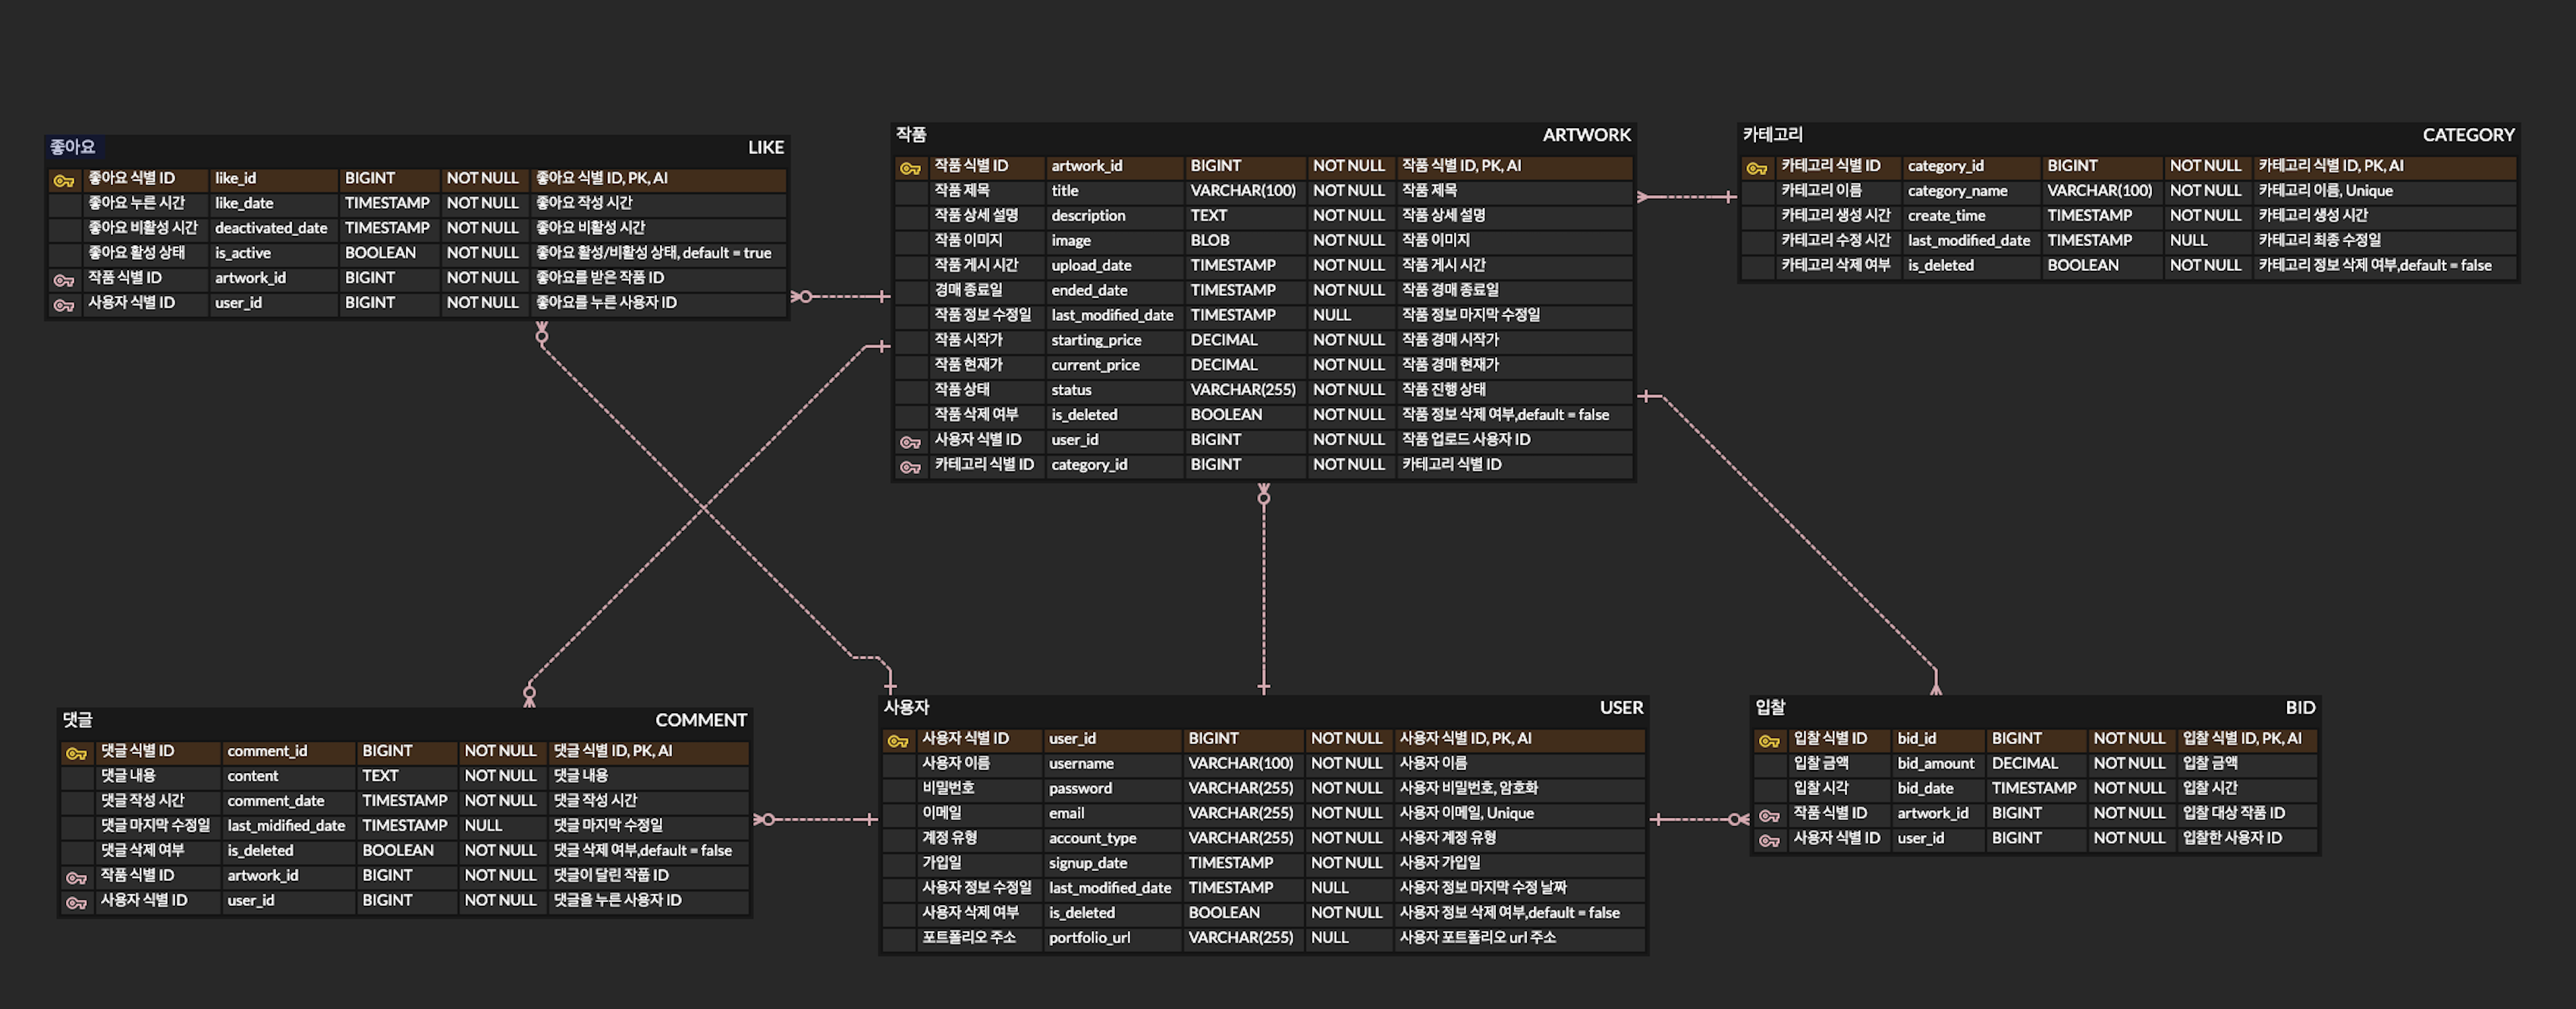 좋아요 LIKE
좋아요 식별 ID like_id BIGINT NOT NULL 좋아요 식별 ID, PK, AI
좋아요 누른 시간 like_date TIMESTAMP NOT NULL 좋아요 작성 시간
좋아요 비활성 시간 deactivated_date TIMESTAMP NOT NULL 좋아요 비활성 시간
좋아요 활성 상태 is_active BOOLEAN NOT NULL 좋아요 활성/비활성 상태, default = true
작품 식별 ID artwork_id BIGINT NOT NULL 좋아요를 받은 작품 ID
사용자 식별 ID user_id BIGINT NOT NULL 좋아요를 누른 사용자 ID
작품 ARTWORK
작품 식별 ID artwork_id BIGINT NOT NULL 작품 식별 ID, PK, AI
작품 제목 title VARCHAR(100) NOT NULL 작품 제목
작품 상세 설명 description TEXT NOT NULL 작품 상세 설명
작품 이미지 image BLOB NOT NULL 작품 이미지
작품 게시 시간 upload_date TIMESTAMP NOT NULL 작품 게시 시간
경매 종료일 ended_date TIMESTAMP NOT NULL 작품 경매 종료일
작품 정보 수정일 last_modified_date TIMESTAMP NULL 작품 정보 마지막 수정일
작품 시작가 starting_price DECIMAL NOT NULL 작품 경매 시작가
작품 현재가 current_price DECIMAL NOT NULL 작품 경매 현재가
작품 상태 status VARCHAR(255) NOT NULL 작품 진행 상태
작품 삭제 여부 is_deleted BOOLEAN NOT NULL 작품 정보 삭제 여부,default = false
사용자 식별 ID user_id BIGINT NOT NULL 작품 업로드 사용자 ID
카테고리 식별 ID category_id BIGINT NOT NULL 카테고리 식별 ID
카테고리 CATEGORY
카테고리 식별 ID category_id BIGINT NOT NULL 카테고리 식별 ID, PK, AI
카테고리 이름 category_name VARCHAR(100) NOT NULL 카테고리 이름, Unique
카테고리 생성 시간 create_time TIMESTAMP NOT NULL 카테고리 생성 시간
카테고리 수정 시간 last_modified_date TIMESTAMP NULL 카테고리 최종 수정일
카테고리 삭제 여부 is_deleted BOOLEAN NOT NULL 카테고리 정보 삭제 여부,default = false
댓글 COMMENT
댓글 식별 ID comment_id BIGINT NOT NULL 댓글 식별 ID, PK, AI
댓글 내용 content TEXT NOT NULL 댓글 내용
댓글 작성 시간 comment_date TIMESTAMP NOT NULL 댓글 작성 시간
댓글 마지막 수정일 last_midified_date TIMESTAMP NULL 댓글 마지막 수정일
댓글 삭제 여부 is_deleted BOOLEAN NOT NULL 댓글 삭제 여부,default = false
작품 식별 ID artwork_id BIGINT NOT NULL 댓글이 달린 작품 ID
사용자 식별 ID user_id BIGINT NOT NULL 댓글을 누른 사용자 ID
사용자 USER
사용자 식별 ID user_id BIGINT NOT NULL 사용자 식별 ID, PK, AI
사용자 이름 username VARCHAR(100) NOT NULL 사용자 이름
비밀번호 password VARCHAR(255) NOT NULL 사용자 비밀번호, 암호화
이메일 email VARCHAR(255) NOT NULL 사용자 이메일, Unique
계정 유형 account_type VARCHAR(255) NOT NULL 사용자 계정 유형
가입일 signup_date TIMESTAMP NOT NULL 사용자 가입일
사용자 정보 수정일 last_modified_date TIMESTAMP NULL 사용자 정보 마지막 수정 날짜
사용자 삭제 여부 is_deleted BOOLEAN NOT NULL 사용자 정보 삭제 여부,default = false
포트폴리오 주소 portfolio_url VARCHAR(255) NULL 사용자 포트폴리오 url 주소
입찰 BID
입찰 식별 ID bid_id BIGINT NOT NULL 입찰 식별 ID, PK, AI
입찰 금액 bid_amount DECIMAL NOT NULL 입찰 금액
입찰 시각 bid_date TIMESTAMP NOT NULL 입찰 시간
작품 식별 ID artwork_id BIGINT NOT NULL 입찰 대상 작품 ID
사용자 식별 ID user_id BIGINT NOT NULL 입찰한 사용자 ID